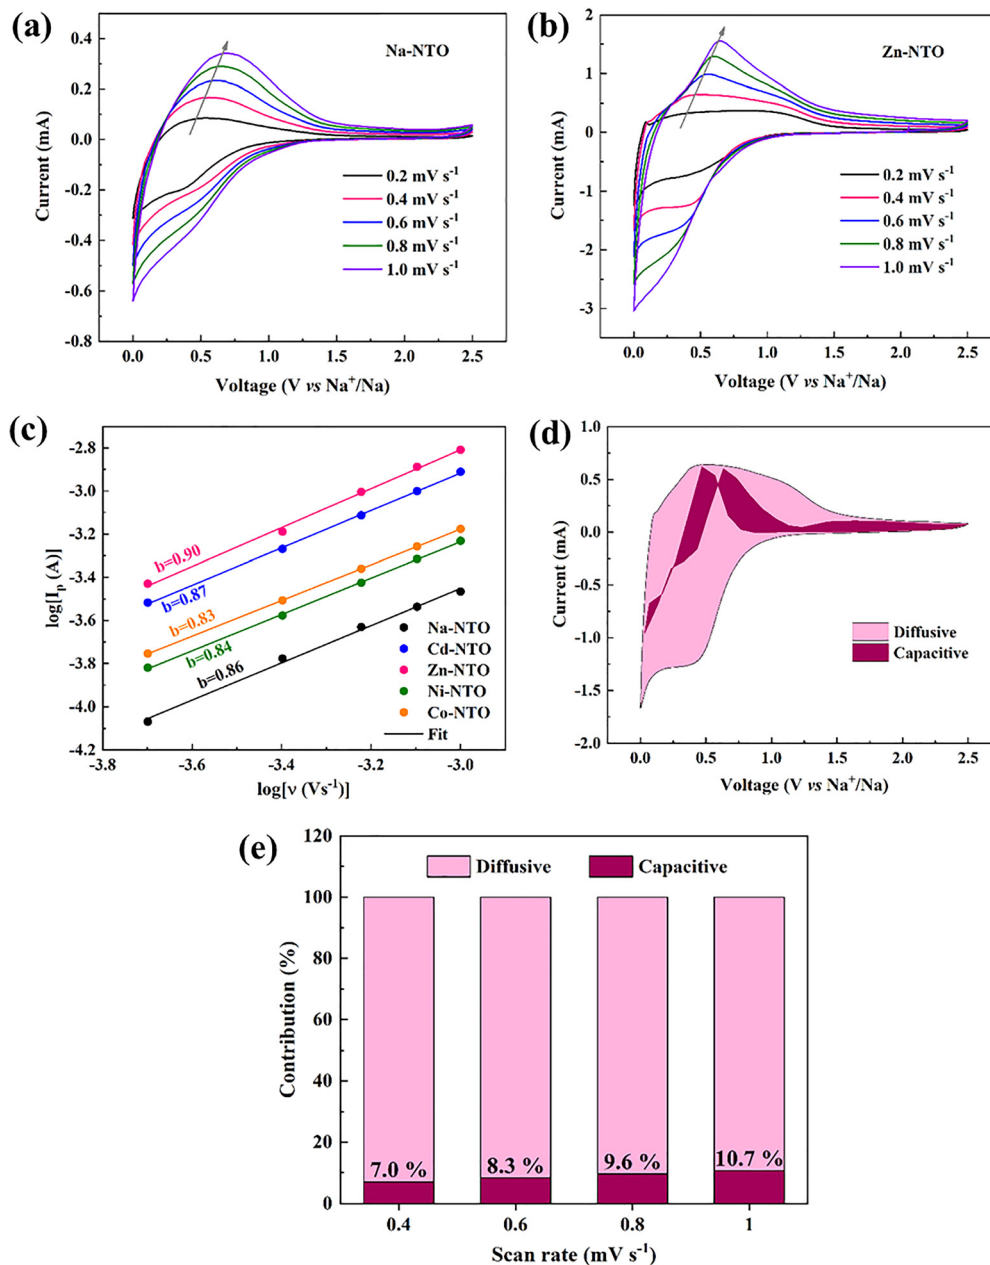 (a)
Na-NTO
0.4
0.2
0.0
-0.2
-0.4
-0.6
-0.8
Current (mA)
0.2 mV s⁻¹
0.4 mV s⁻¹
0.6 mV s⁻¹
0.8 mV s⁻¹
1.0 mV s⁻¹
0.0 0.5 1.0 1.5 2.0 2.5
Voltage (V vs Na⁺/Na)
(b)
Zn-NTO
2
1
0
-1
-2
-3
Current (mA)
0.2 mV s⁻¹
0.4 mV s⁻¹
0.6 mV s⁻¹
0.8 mV s⁻¹
1.0 mV s⁻¹
0.0 0.5 1.0 1.5 2.0 2.5
Voltage (V vs Na⁺/Na)
(c)
-2.8
-3.0
-3.2
-3.4
-3.6
-3.8
-4.0
-4.2
log[Iₚ (A)]
b=0.90
b=0.87
b=0.83
b=0.84
b=0.86
Na-NTO
Cd-NTO
Zn-NTO
Ni-NTO
Co-NTO
Fit
-3.8 -3.6 -3.4 -3.2 -3.0
log[ν (Vs⁻¹)]
(d)
1.0
0.5
0.0
-0.5
-1.0
-1.5
-2.0
Current (mA)
Diffusive
Capacitive
0.0 0.5 1.0 1.5 2.0 2.5
Voltage (V vs Na⁺/Na)
(e)
120
100
80
60
40
20
0
Contribution (%)
Diffusive Capacitive
7.0 % 8.3 % 9.6 % 10.7 %
0.4 0.6 0.8 1
Scan rate (mV s⁻¹)